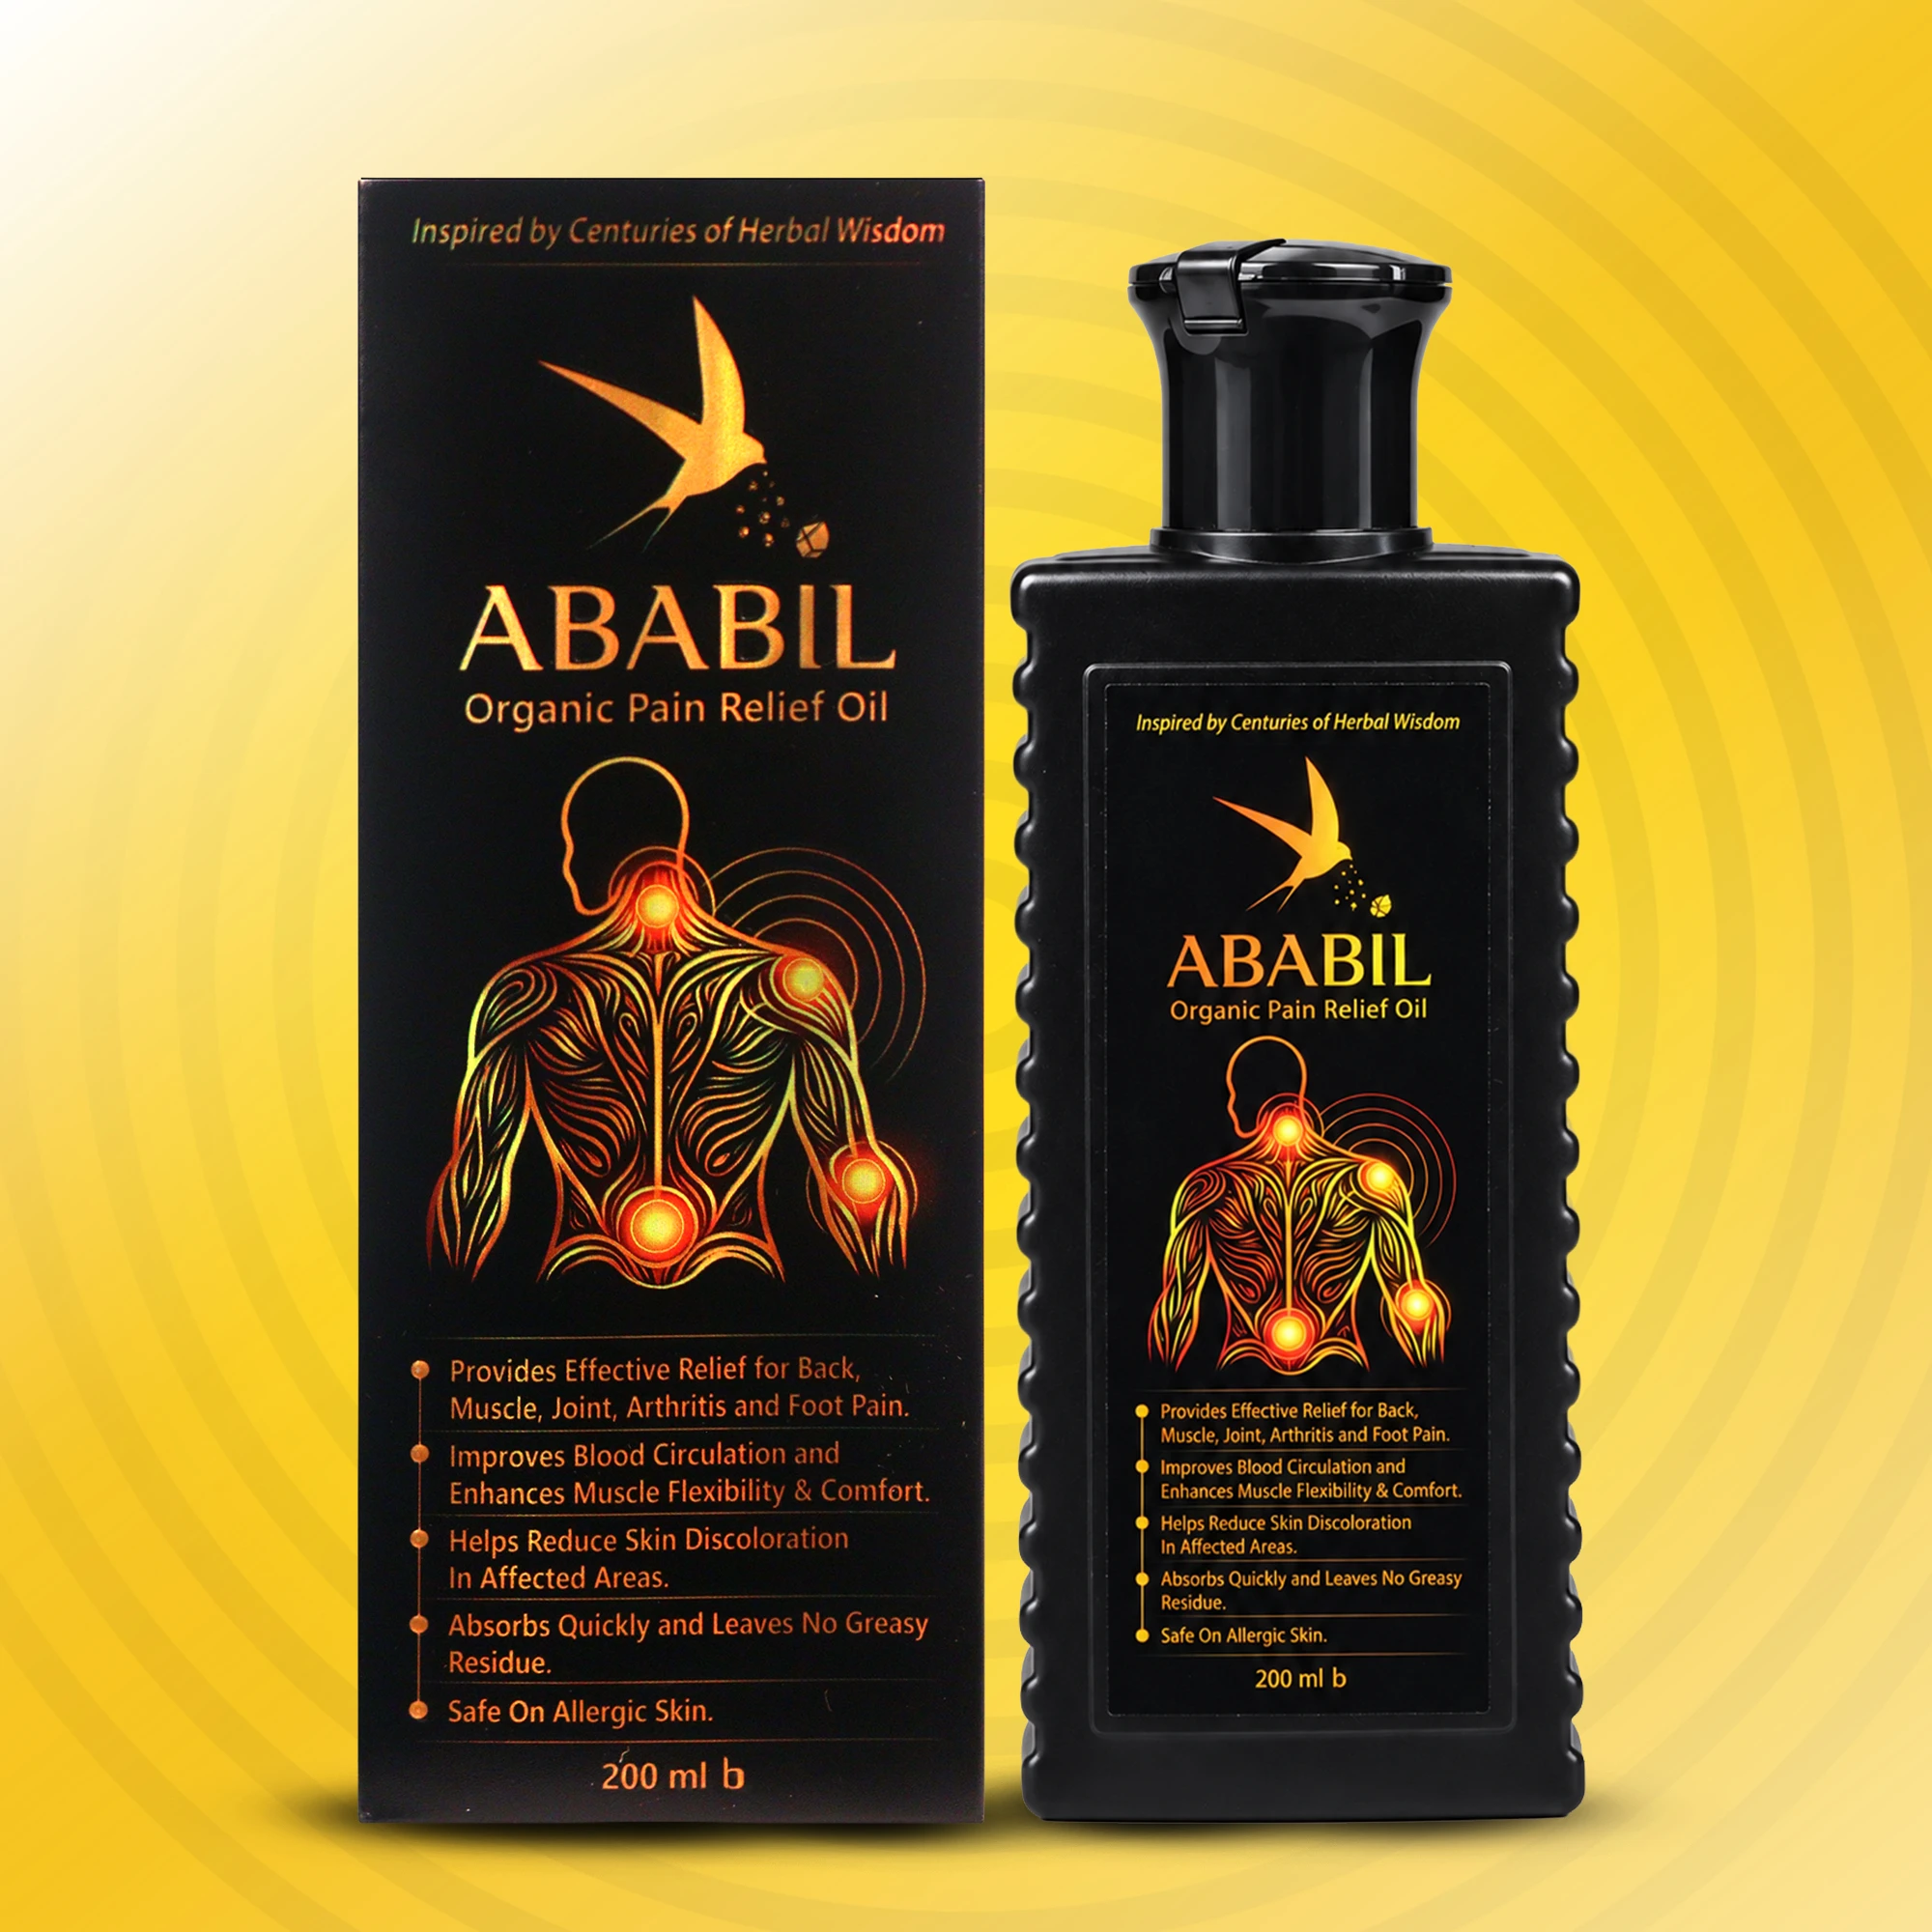 Inspired by Centuries of Herbal Wisdom
ABABIL
Organic Pain Relief Oil
Provides Effective Relief for Back,
Muscle, Joint, Arthritis and Foot Pain.
Improves Blood Circulation and
Enhances Muscle Flexibility & Comfort.
Helps Reduce Skin Discoloration
In Affected Areas.
Absorbs Quickly and Leaves No Greasy
Residue.
Safe On Allergic Skin.
200 ml b
Inspired by Centuries of Herbal Wisdom
ABABIL
Organic Pain Relief Oil
Provides Effective Relief for Back,
Muscle, Joint, Arthritis and Foot Pain.
Improves Blood Circulation and
Enhances Muscle Flexibility & Comfort.
Helps Reduce Skin Discoloration
In Affected Areas.
Absorbs Quickly and Leaves No Greasy
Residue.
Safe On Allergic Skin.
200 ml b